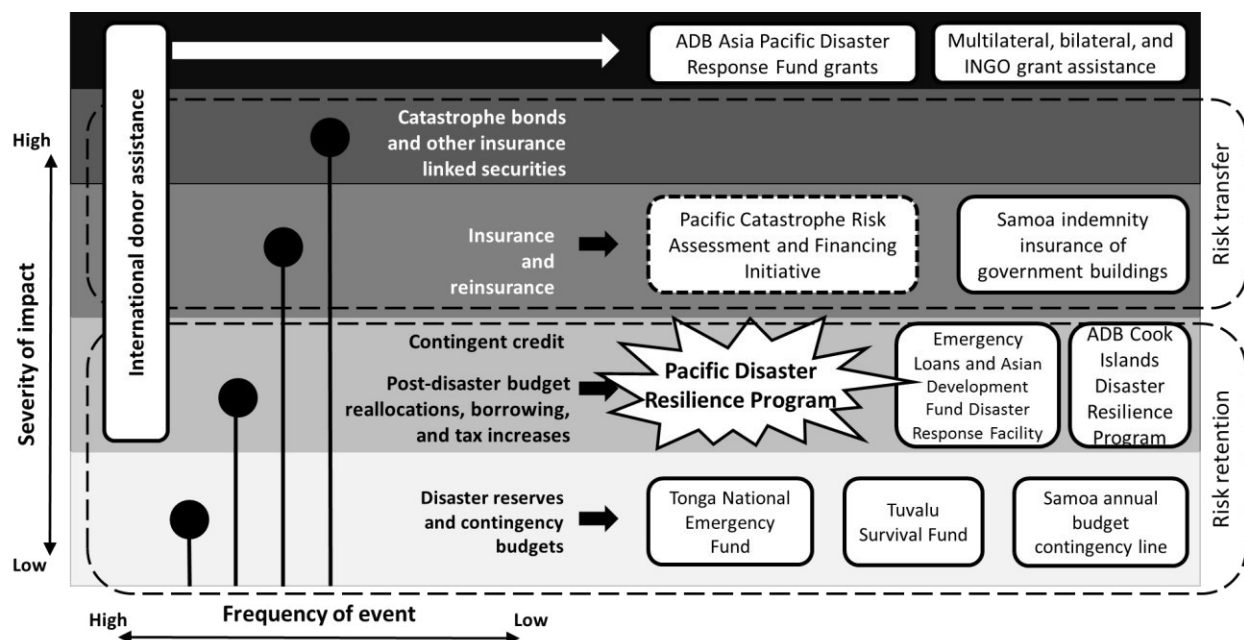 ADB Asia Pacific Disaster
Response Fund grants
Multilateral, bilateral, and
INGO grant assistance
International donor assistance
High
Severity of impact
Low
Catastrophe bonds
and other insurance
linked securities
Insurance
and
reinsurance
Pacific Catastrophe Risk
Assessment and Financing
Initiative
Samoa indemnity
insurance of
government buildings
Risk transfer
Contingent credit
Post-disaster budget
reallocations, borrowing,
and tax increases
Pacific Disaster
Resilience Program
Emergency
Loans and Asian
Development
Fund Disaster
Response Facility
ADB Cook
Islands
Disaster
Resilience
Program
Risk retention
Disaster reserves
and contingency
budgets
Tonga National
Emergency
Fund
Tuvalu
Survival Fund
Samoa annual
budget
contingency line
Frequency of event
High
Low